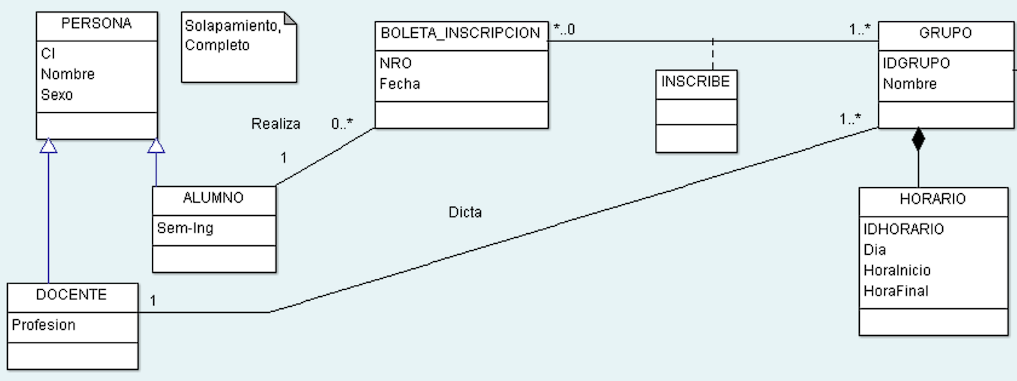 PERSONA
CI
Nombre
Sexo
Solapamiento,
Completo
BOLETA_INSCRIPCION
NRO
Fecha
*..0
1..*
GRUPO
IDGRUPO
Nombre
INSCRIBE
Realiza
0..*
1
1..*
ALUMNO
Sem-Ing
Dicta
HORARIO
IDHORARIO
Dia
HoraInicio
HoraFinal
DOCENTE
Profesion
1